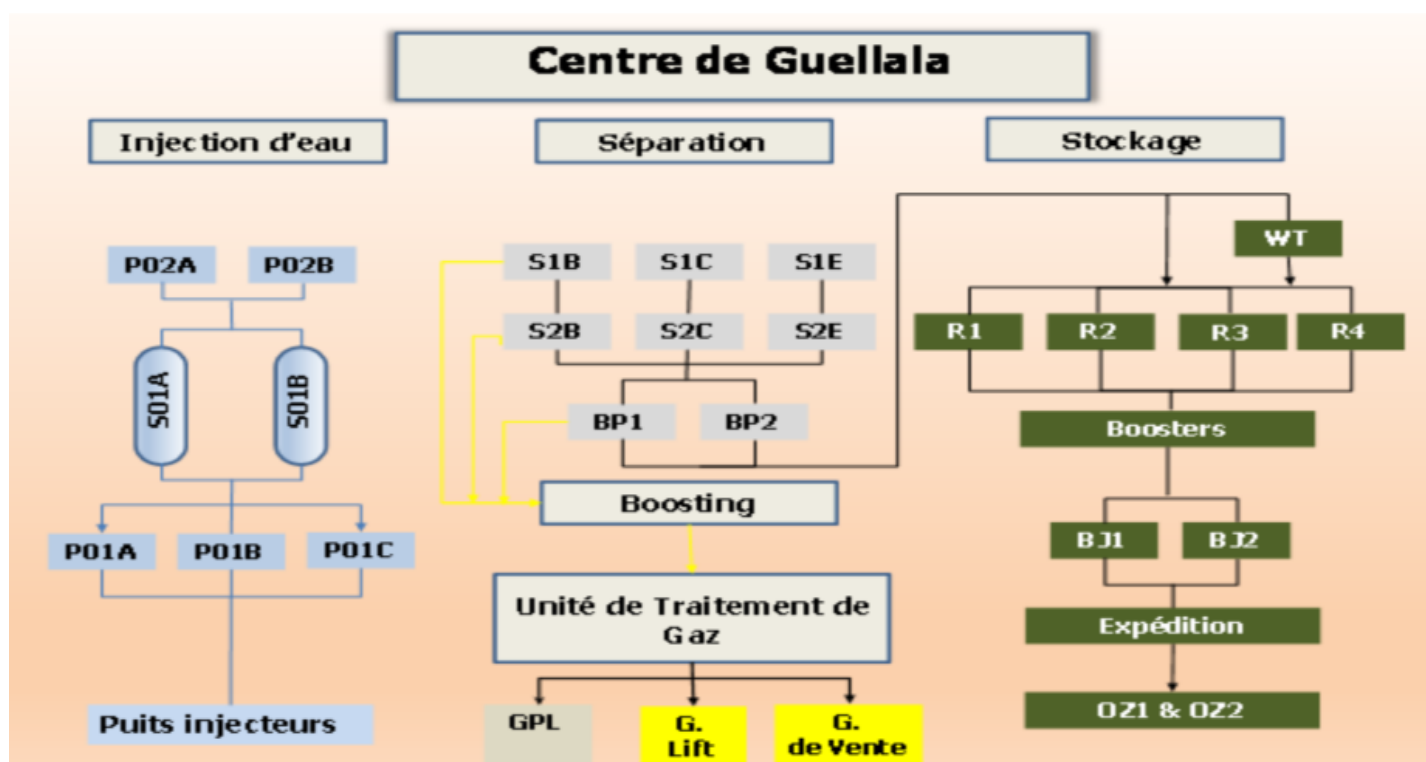 Centre de Guellala
Injection d'eau
Séparation
Stockage
P02A
P02B
S01A
S01B
P01A
P01B
P01C
Puits injecteurs
S1B
S1C
S1E
S2B
S2C
S2E
BP1
BP2
Boosting
Unité de Traitement de
Gaz
GPL
G.
Lift
G.
de Vente
WT
R1
R2
R3
R4
Boosters
BJ1
BJ2
Expédition
OZ1 & OZ2